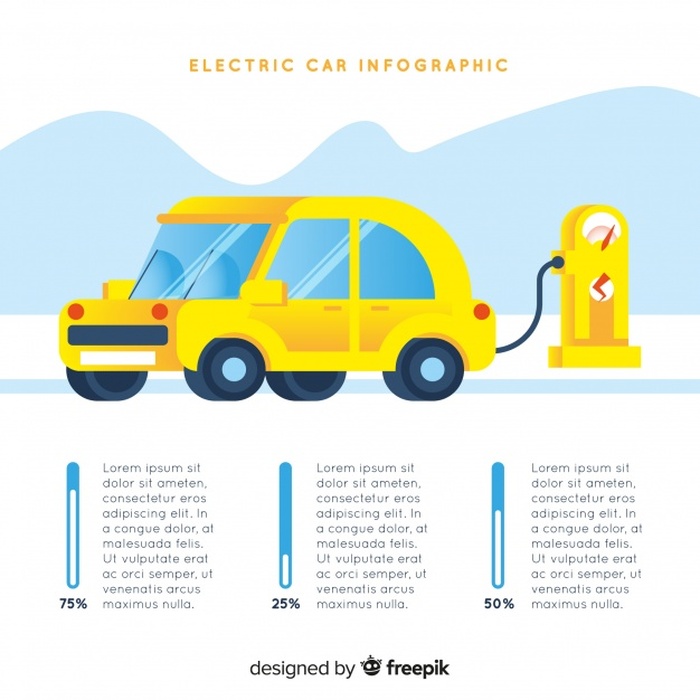 ELECTRIC CAR INFOGRAPHIC
Lorem ipsum sit
dolor sit ameten,
consectetur eros
adipiscing elit. In
a congue dolor, at
malesuada felis.
Ut vulputate erat
ac orci semper, ut
venevatis arcus
maximus nulla.
75%
Lorem ipsum sit
dolor sit ameten,
consectetur eros
adipiscing elit. In
a congue dolor, at
malesuada felis.
Ut vulputate erat
ac orci semper, ut
venevatis arcus
maximus nulla.
25%
Lorem ipsum sit
dolor sit ameten,
consectetur eros
adipiscing elit. In
a congue dolor, at
malesuada felis.
Ut vulputate erat
ac orci semper, ut
venevatis arcus
maximus nulla.
50%
designed by freepik